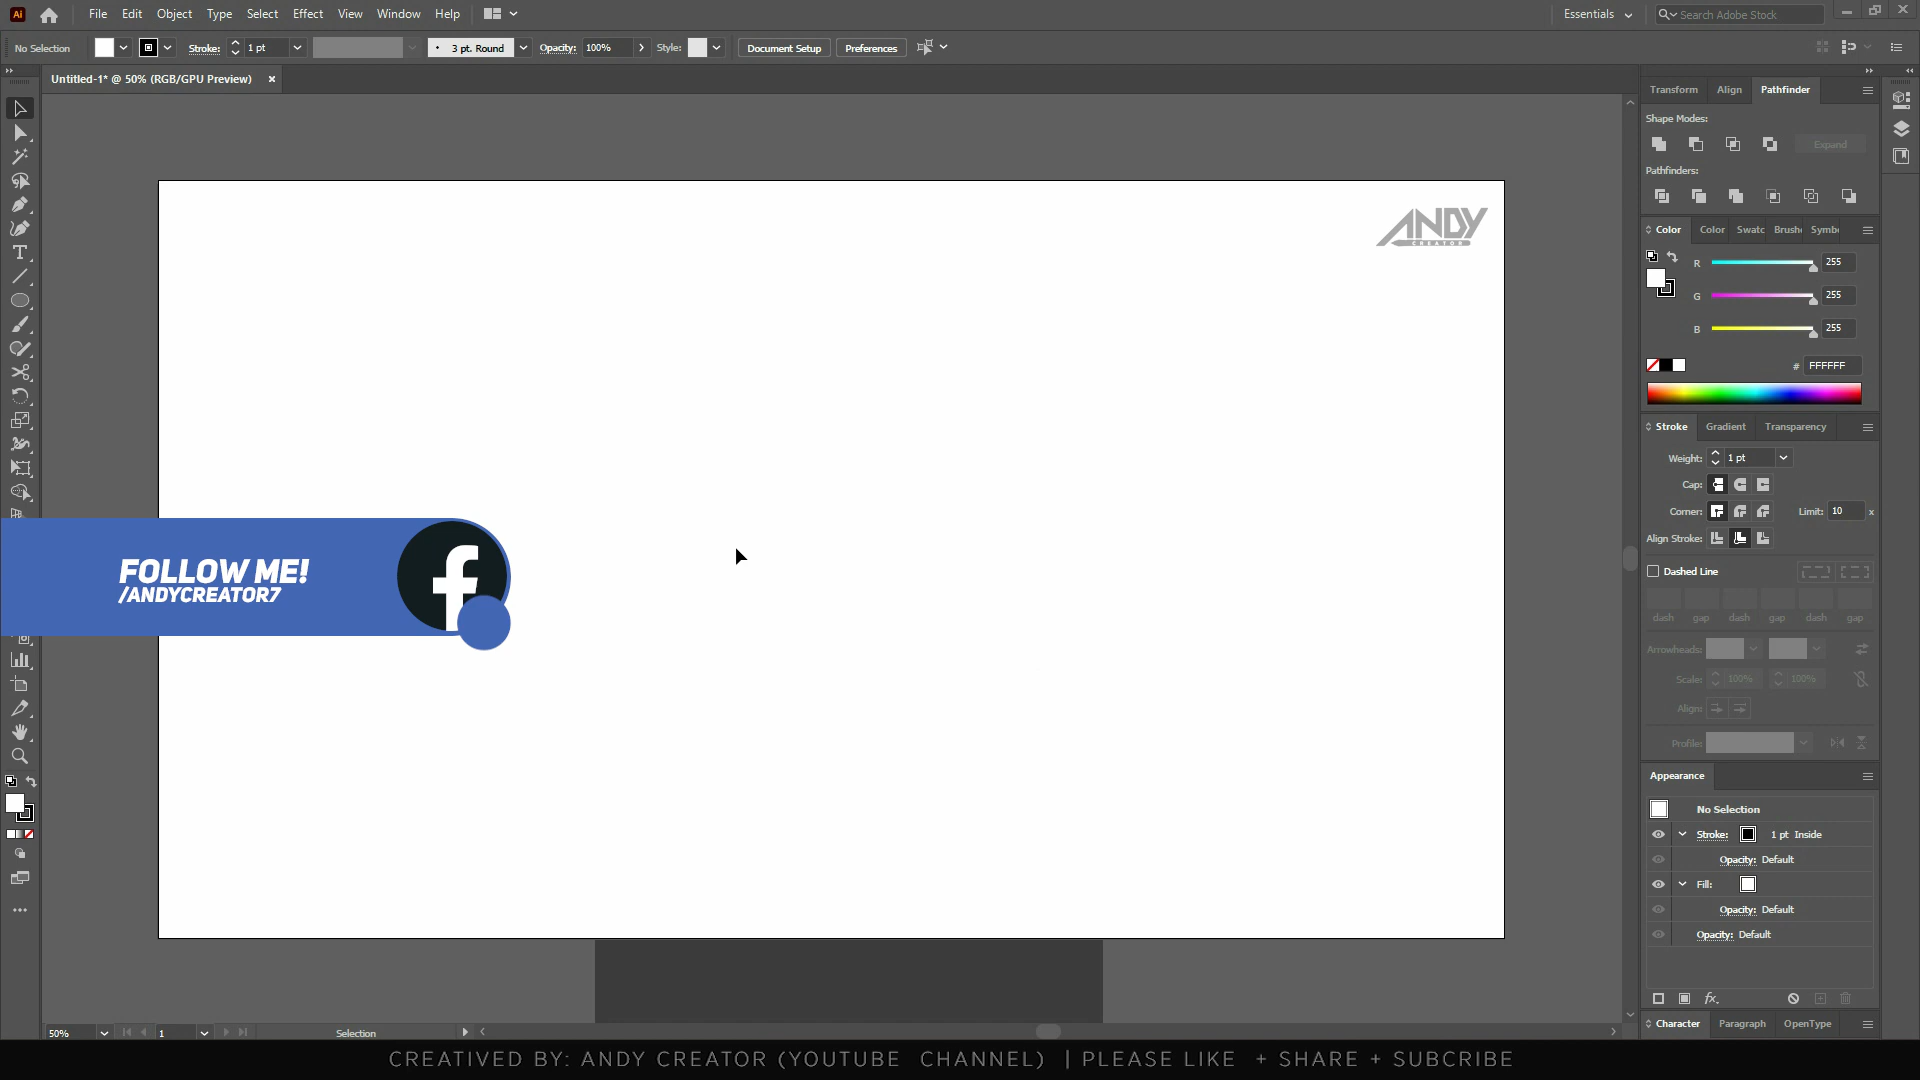 Ai File Edit Object Type Select Effect View Window Help Essentials Search Adobe Stock
No Selection Stroke: 1 pt 3 pt. Round Opacity: 100% Style: Document Setup Preferences
Untitled-1* @ 50% (RGB/GPU Preview)
Transform Align Pathfinder
Shape Modes:
Expand
Pathfinders:
ANDY
CREATOR
Color Color Swatc Brush Symb
R 255
G 255
B 255
# FFFFFF
Stroke Gradient Transparency
Weight: 1 pt
Cap:
Corner: Limit: 10 x
Align Stroke:
Dashed Line
dash gap dash gap dash gap
Arrowheads:
Scale: 100% 100%
Align:
Profile:
FOLLOW ME!
/ANDYCREATOR7
Appearance
No Selection
Stroke: 1 pt Inside
Opacity: Default
Fill:
Opacity: Default
Opacity: Default
fx
Character Paragraph OpenType
50% 1 Selection
CREATIVED BY: ANDY CREATOR (YOUTUBE CHANNEL) | PLEASE LIKE + SHARE + SUBCRIBE